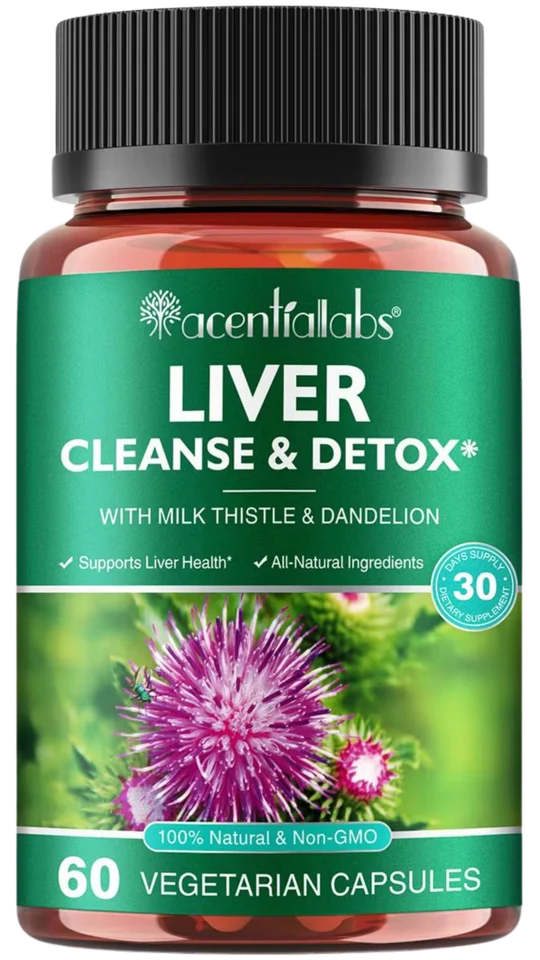 acentiallabs®
LIVER
CLEANSE & DETOX*
WITH MILK THISTLE & DANDELION
✓ Supports Liver Health* ✓ All-Natural Ingredients
DAYS SUPPLY
30
DIETARY SUPPLEMENT
100% Natural & Non-GMO
60 VEGETARIAN CAPSULES